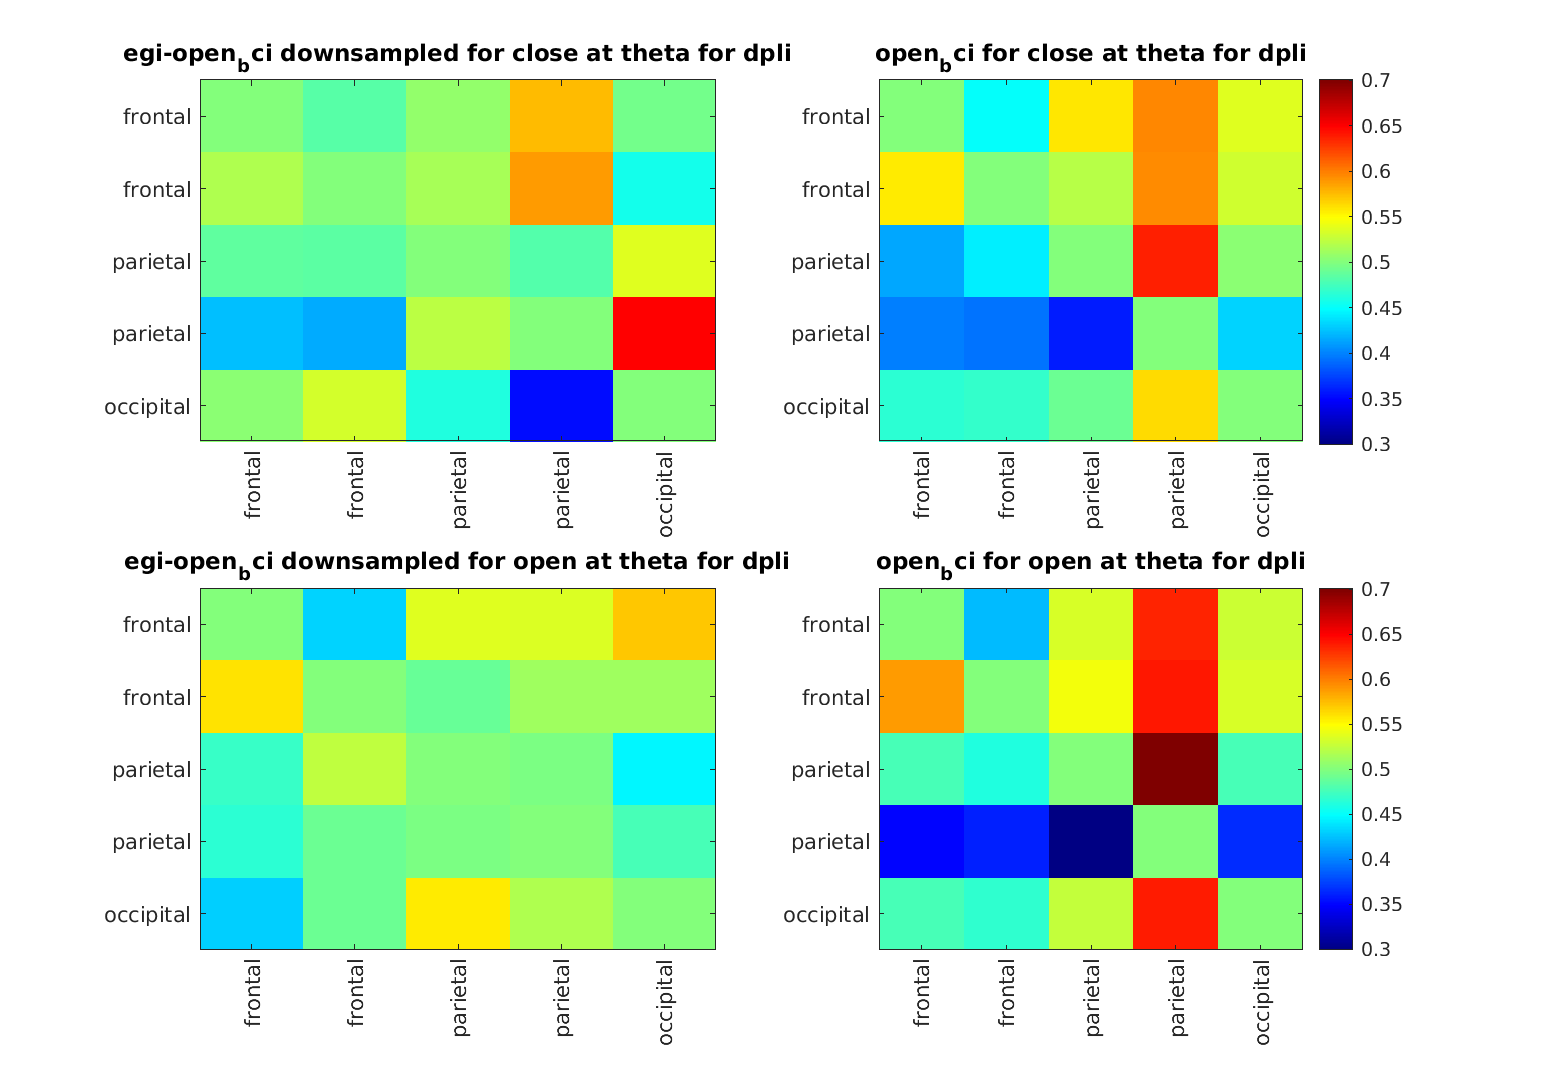 egi-open_bci downsampled for close at theta for dpli
frontal
frontal
parietal
parietal
occipital
frontal
frontal
parietal
parietal
occipital
open_bci for close at theta for dpli
frontal
frontal
parietal
parietal
occipital
frontal
frontal
parietal
parietal
occipital
0.7
0.65
0.6
0.55
0.5
0.45
0.4
0.35
0.3
egi-open_bci downsampled for open at theta for dpli
frontal
frontal
parietal
parietal
occipital
frontal
frontal
parietal
parietal
occipital
open_bci for open at theta for dpli
frontal
frontal
parietal
parietal
occipital
frontal
frontal
parietal
parietal
occipital
0.7
0.65
0.6
0.55
0.5
0.45
0.4
0.35
0.3